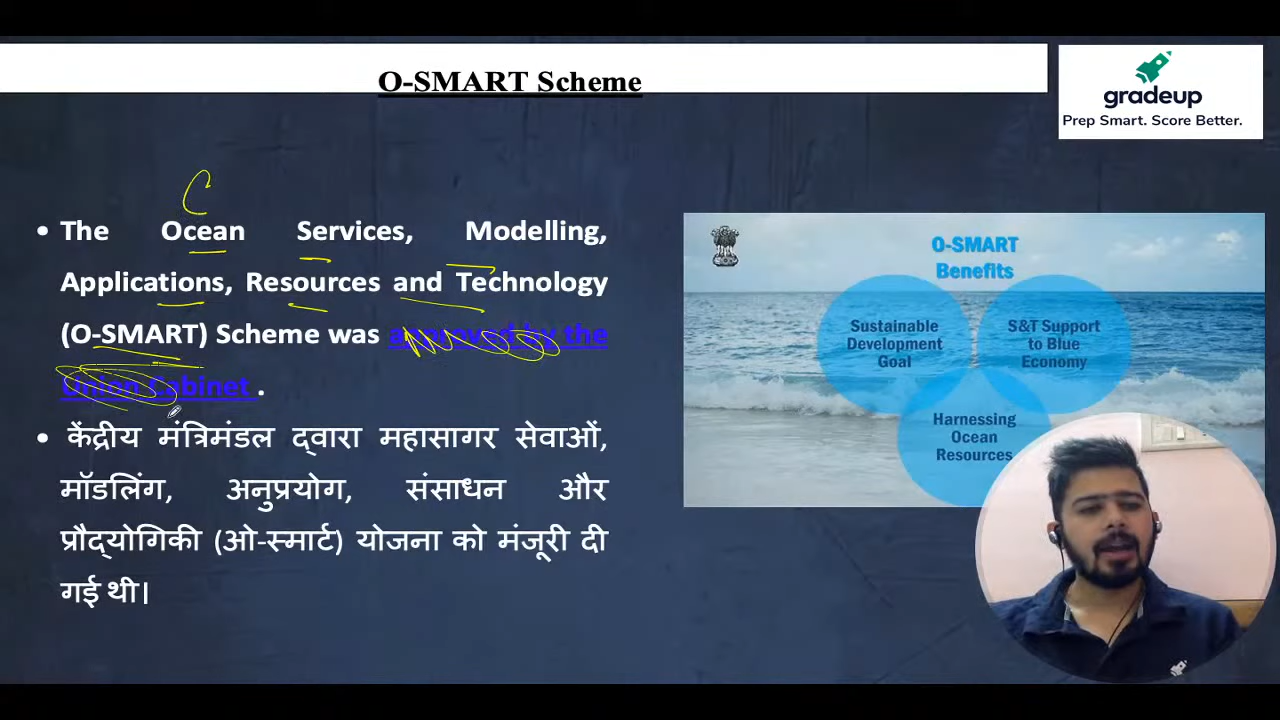 O-SMART Scheme
gradeup
Prep Smart. Score Better.
C
• The Ocean Services, Modelling,
Applications, Resources and Technology
(O-SMART) Scheme was approved by the
Union Cabinet .
• केंद्रीय मंत्रिमंडल द्वारा महासागर सेवाओं,
मॉडलिंग, अनुप्रयोग, संसाधन और
प्रौद्योगिकी (ओ-स्मार्ट) योजना को मंजूरी दी
गई थी।
O-SMART
Benefits
Sustainable
Development
Goal
S&T Support
to Blue
Economy
Harnessing
Ocean
Resources